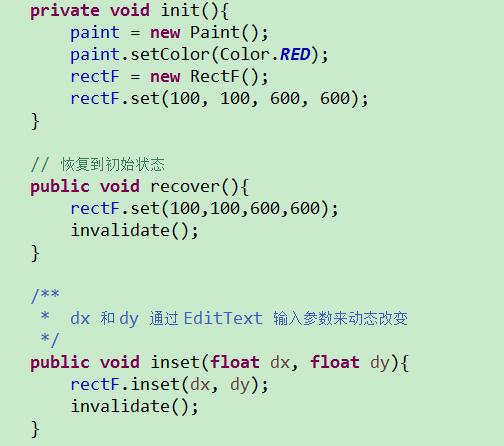 private void init(){
paint = new Paint();
paint.setColor(Color.RED);
rectF = new RectF();
rectF.set(100, 100, 600, 600);
}
// 恢复到初始状态
public void recover(){
rectF.set(100,100,600,600);
invalidate();
}
/**
* dx 和 dy 通过 EditText 输入参数来动态改变
*/
public void inset(float dx, float dy){
rectF.inset(dx, dy);
invalidate();
}